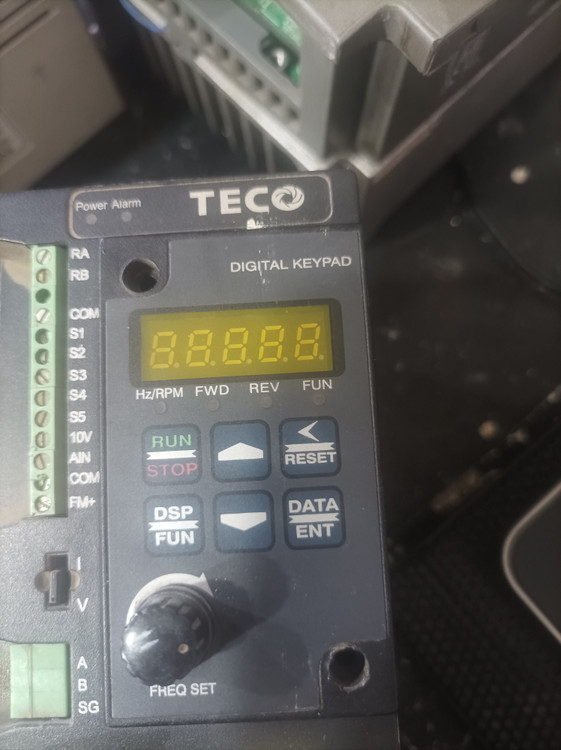 Power Alarm
TECO
DIGITAL KEYPAD
RA
RB
COM
S1
S2
S3
S4
S5
10V
AIN
COM
FM+
I
V
A
B
SG
8.8.8.8.8.
Hz/RPM FWD REV FUN
RUN
STOP
<
RESET
DSP
FUN
DATA
ENT
FREQ SET